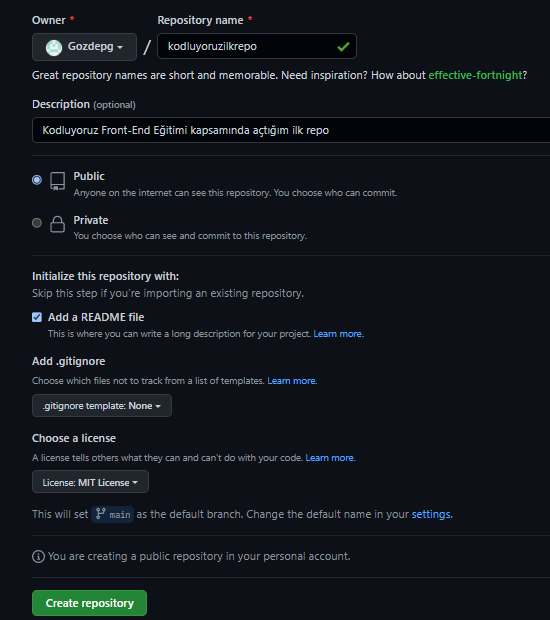 Owner * Repository name *
Gozdepg / kodluyoruzilkrepo
Great repository names are short and memorable. Need inspiration? How about effective-fortnight?
Description (optional)
Kodluyoruz Front-End Eğitimi kapsamında açtığım ilk repo
Public
Anyone on the internet can see this repository. You choose who can commit.
Private
You choose who can see and commit to this repository.
Initialize this repository with:
Skip this step if you're importing an existing repository.
Add a README file
This is where you can write a long description for your project. Learn more.
Add .gitignore
Choose which files not to track from a list of templates. Learn more.
.gitignore template: None
Choose a license
A license tells others what they can and can't do with your code. Learn more.
License: MIT License
This will set main as the default branch. Change the default name in your settings.
You are creating a public repository in your personal account.
Create repository